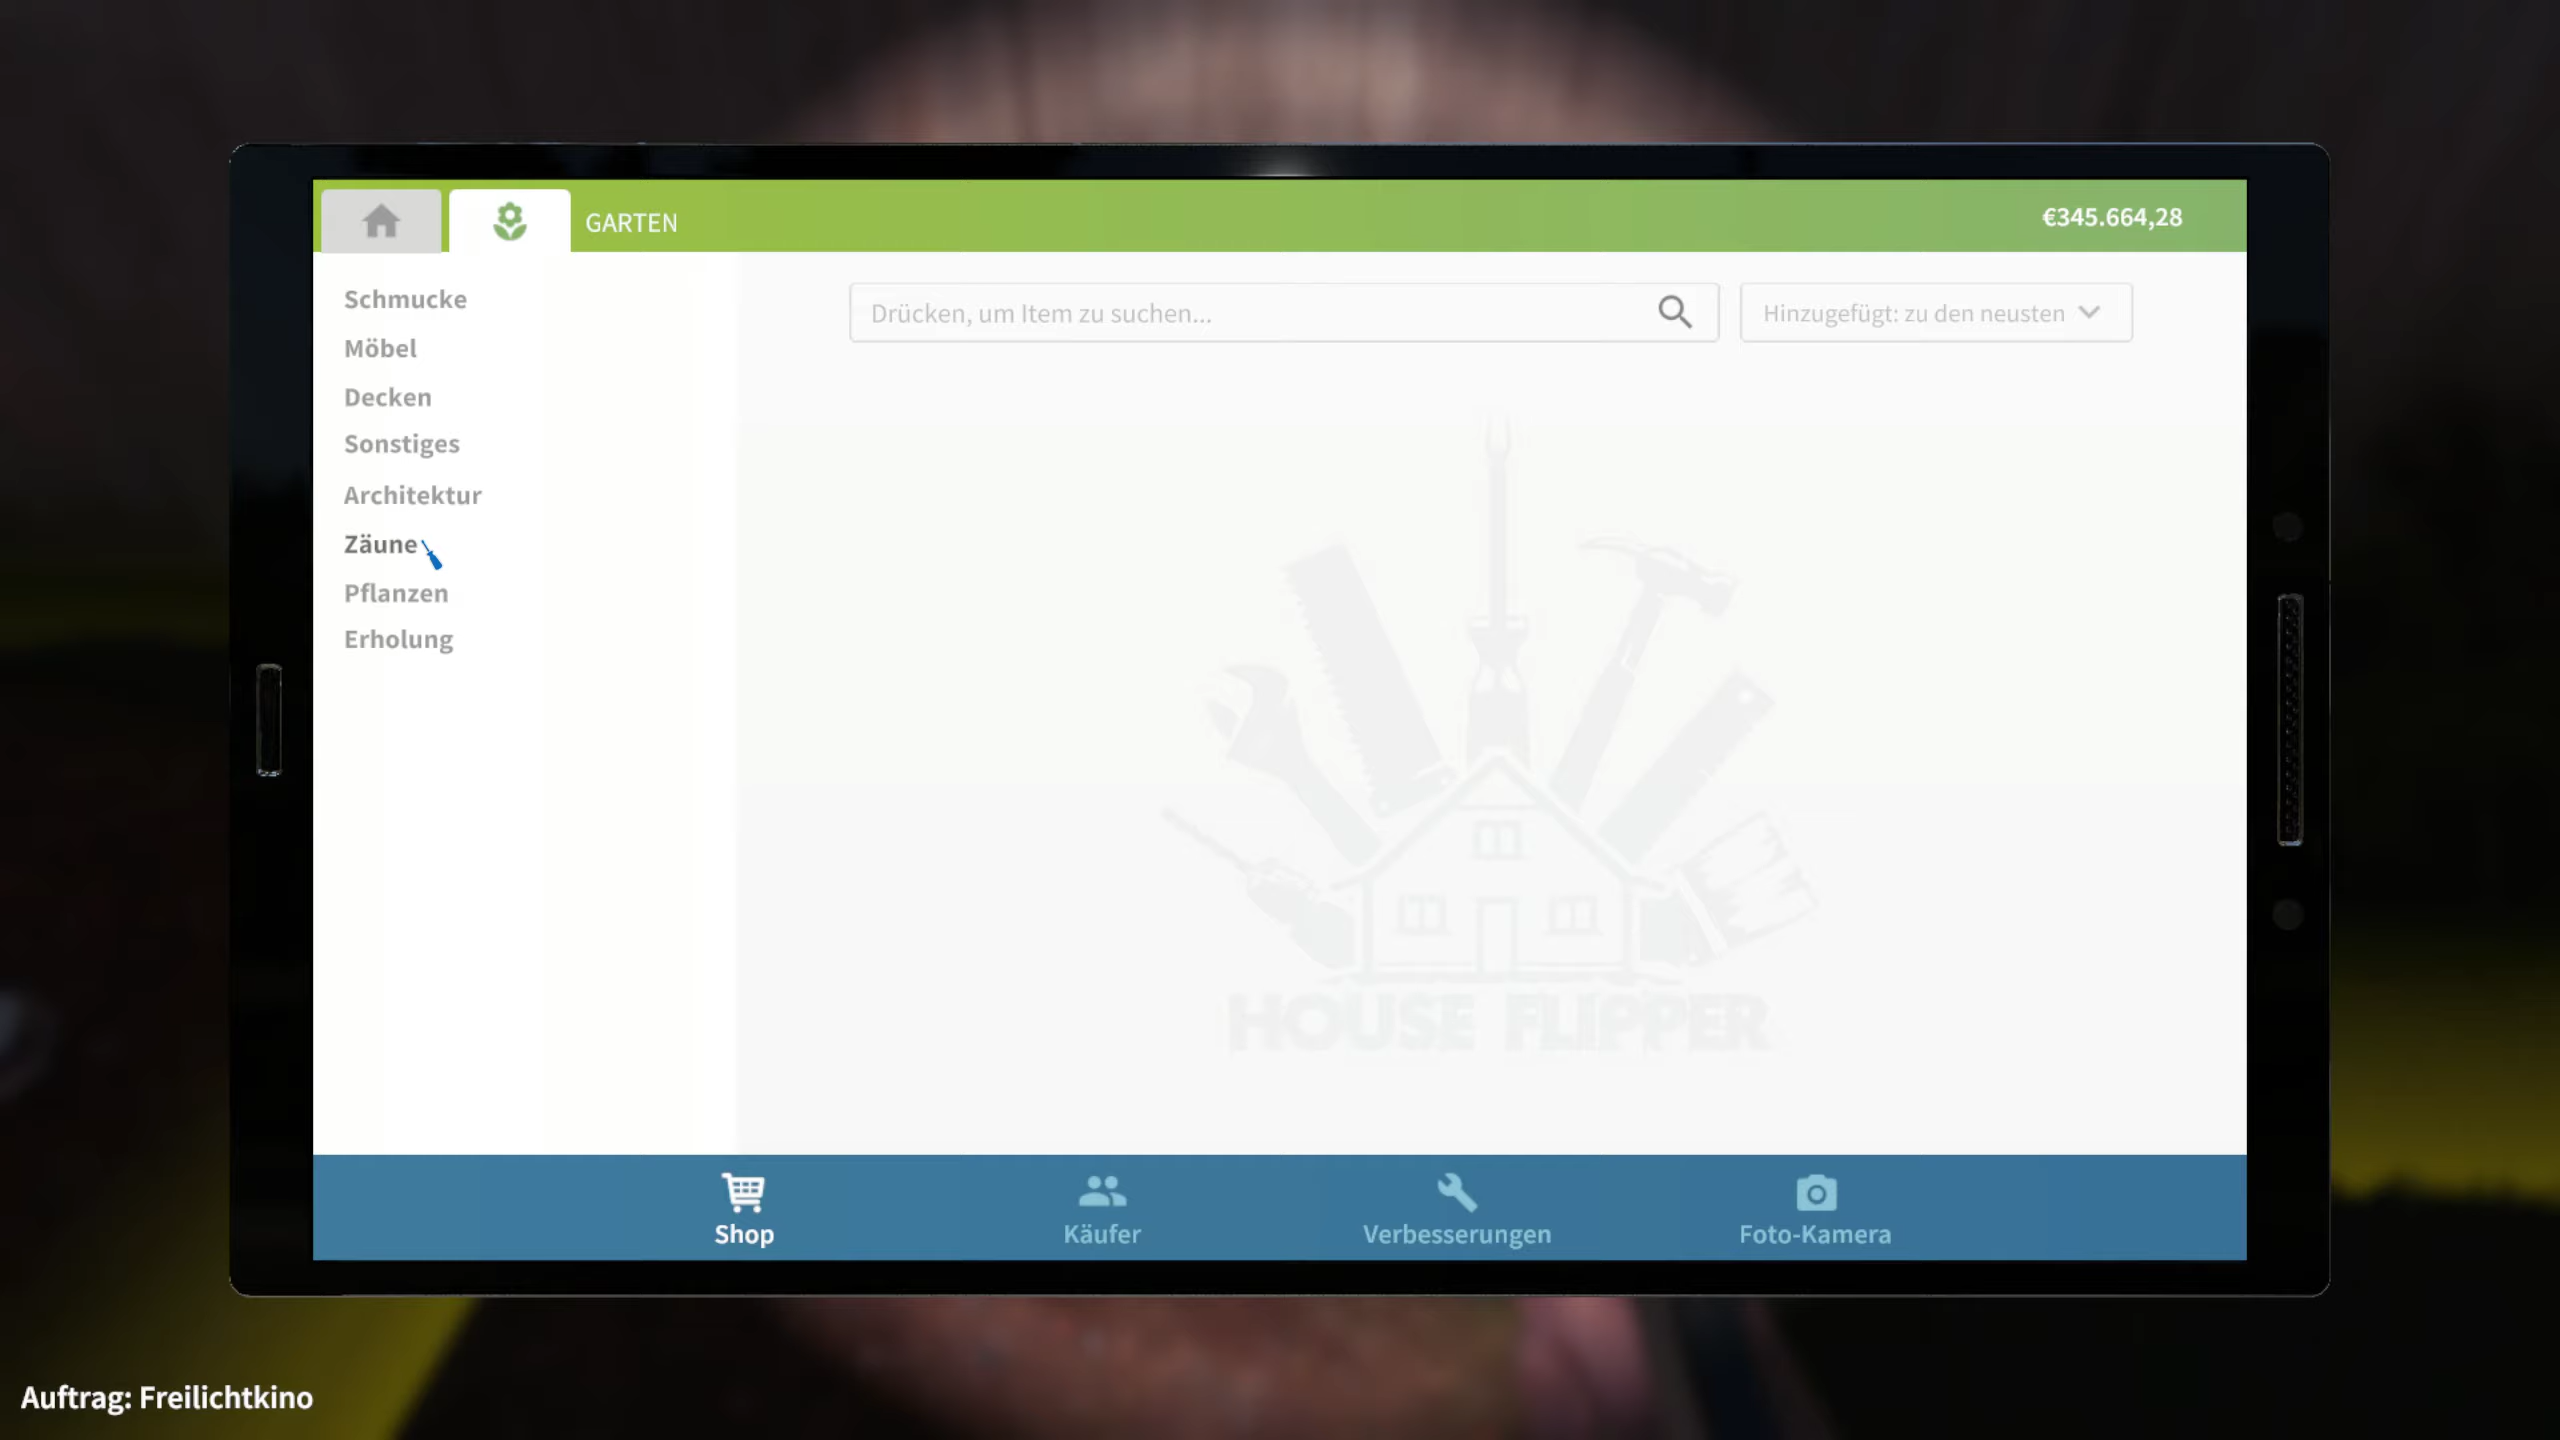 GARTEN
€345.664,28
Schmucke
Möbel
Decken
Sonstiges
Architektur
Zäune
Pflanzen
Erholung
Drücken, um Item zu suchen...
Hinzugefügt: zu den neusten
HOUSE FLIPPER
Shop
Käufer
Verbesserungen
Foto-Kamera
Auftrag: Freilichtkino